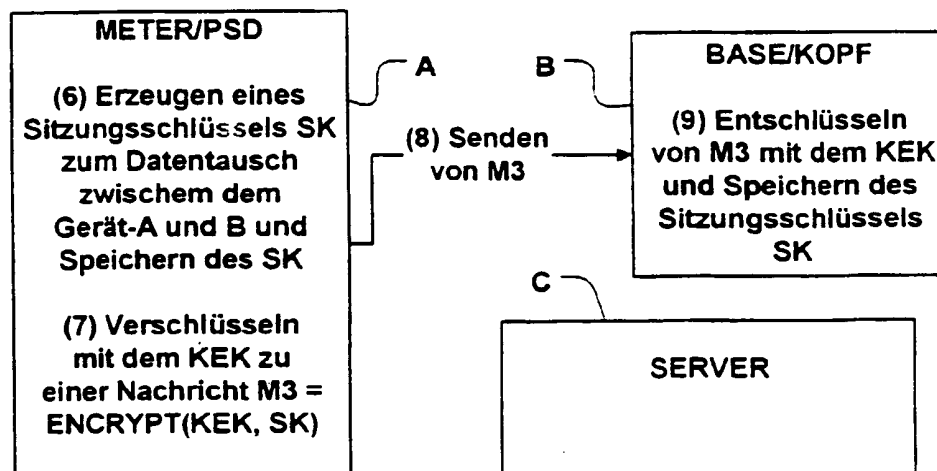 METER/PSD
(6) Erzeugen eines
Sitzungsschlüssels SK
zum Datentausch
zwischem dem
Gerät-A und B und
Speichern des SK
(7) Verschlüsseln
mit dem KEK zu
einer Nachricht M3 =
ENCRYPT(KEK, SK)
A
(8) Senden
von M3
B
BASE/KOPF
(9) Entschlüsseln
von M3 mit dem KEK
und Speichern des
Sitzungsschlüssels
SK
C
SERVER